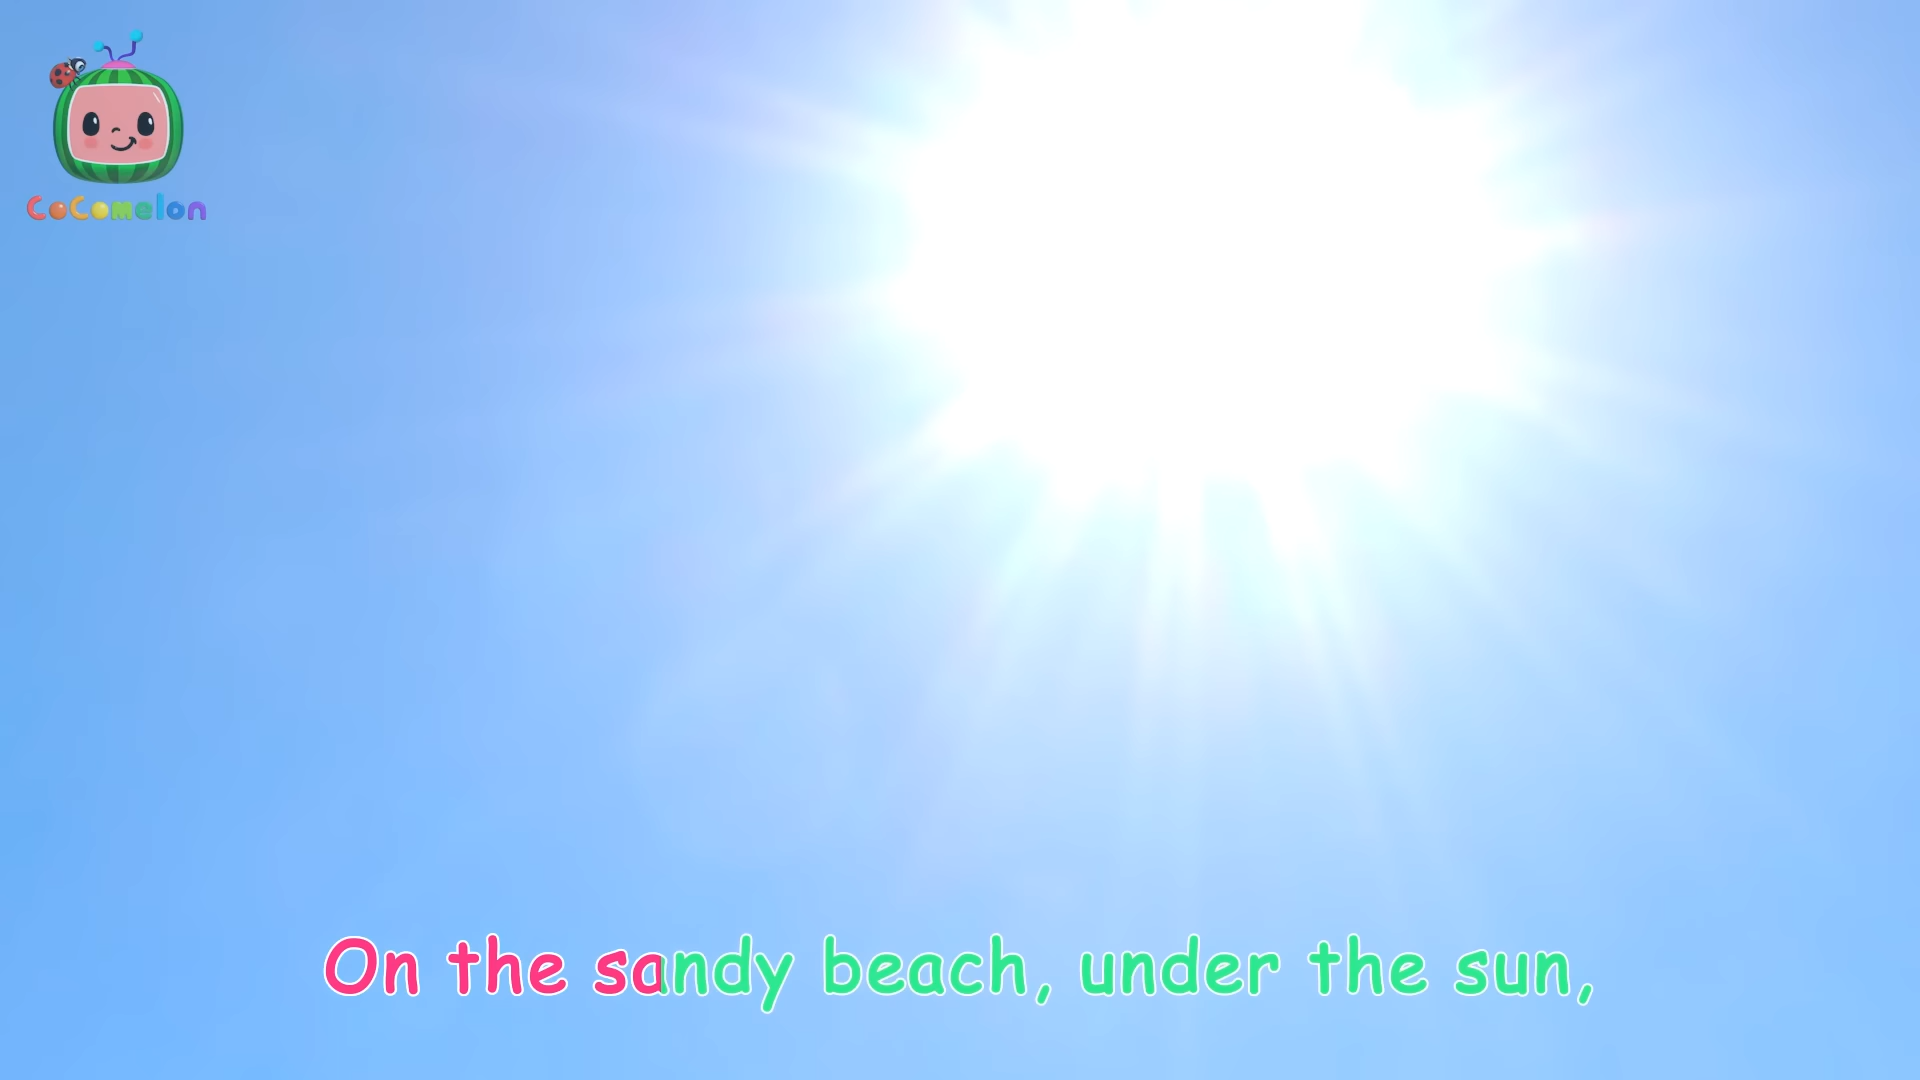 CoComelon
On the sandy beach, under the sun,